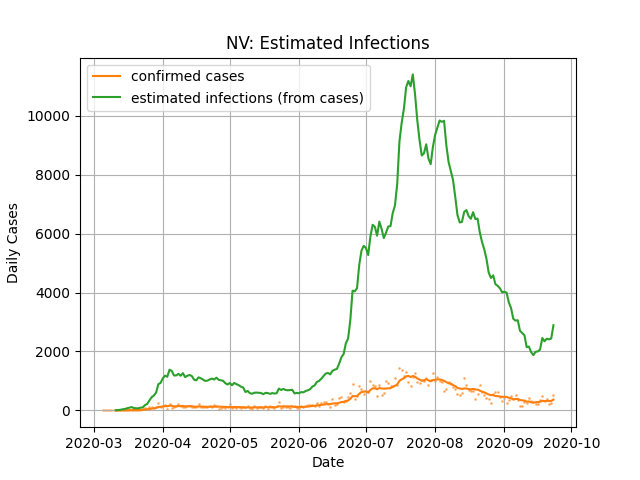 NV: Estimated Infections
confirmed cases
estimated infections (from cases)
Daily Cases
10000
8000
6000
4000
2000
0
2020-03 2020-04 2020-05 2020-06 2020-07 2020-08 2020-09 2020-10
Date